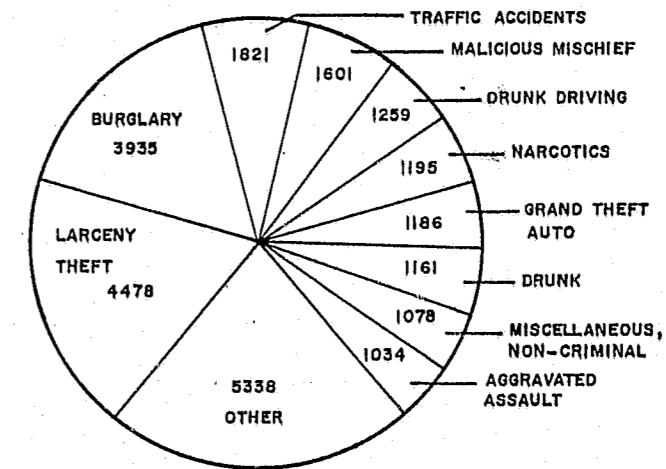 TRAFFIC ACCIDENTS
1821
MALICIOUS MISCHIEF
1601
DRUNK DRIVING
1259
NARCOTICS
1195
GRAND THEFT
AUTO
1186
DRUNK
1161
MISCELLANEOUS,
NON-CRIMINAL
1078
AGGRAVATED
ASSAULT
1034
5338
OTHER
LARCENY
THEFT
4478
BURGLARY
3935